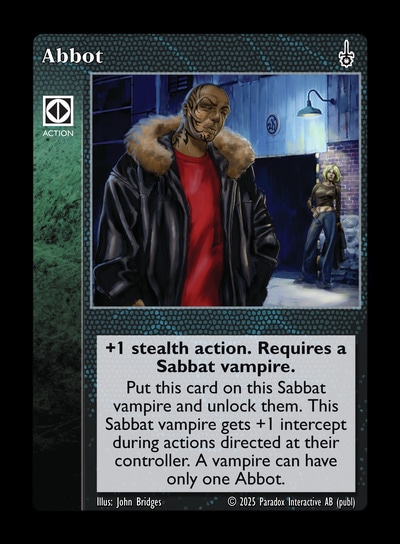 Abbot
ACTION
+1 stealth action. Requires a
Sabbat vampire.
Put this card on this Sabbat
vampire and unlock them. This
Sabbat vampire gets +1 intercept
during actions directed at their
controller. A vampire can have
only one Abbot.
Illus: John Bridges © 2025 Paradox Interactive AB (publ)